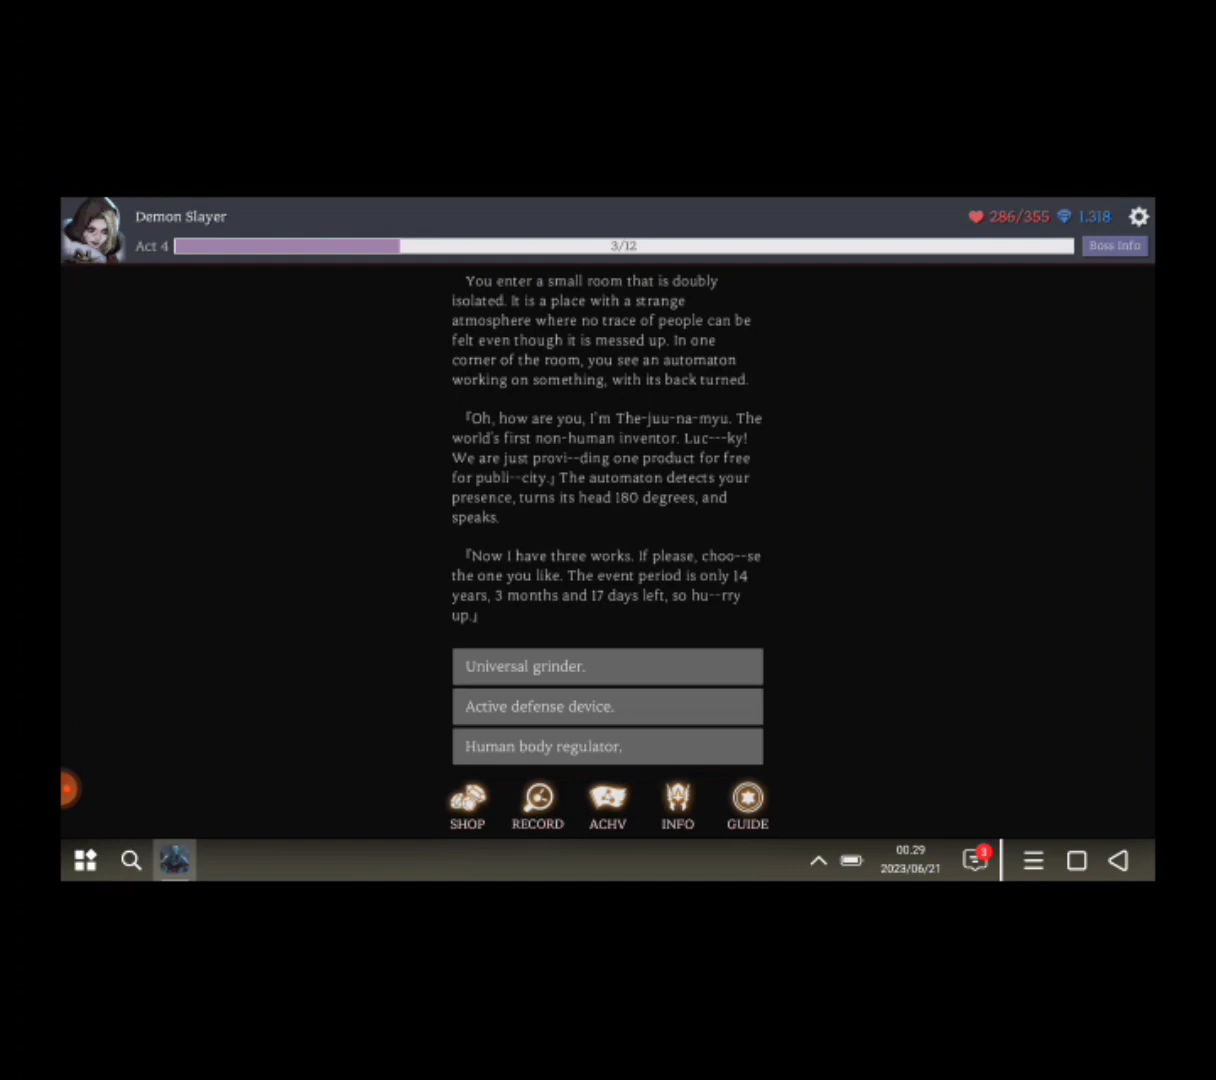 Demon Slayer
286/355 1.318
Act 4 3/12 Boss Info
You enter a small room that is doubly
isolated. It is a place with a strange
atmosphere where no trace of people can be
felt even though it is messed up. In one
corner of the room, you see an automaton
working on something, with its back turned.
『Oh, how are you, I'm The-juu-na-myu. The
world's first non-human inventor. Luc---ky!
We are just provi--ding one product for free
for publi--city.』 The automaton detects your
presence, turns its head 180 degrees, and
speaks.
『Now I have three works. If please, choo--se
the one you like. The event period is only 14
years, 3 months and 17 days left, so hu--rry
up.』
Universal grinder.
Active defense device.
Human body regulator.
SHOP RECORD ACHV INFO GUIDE
00.29
2023/06/21
3